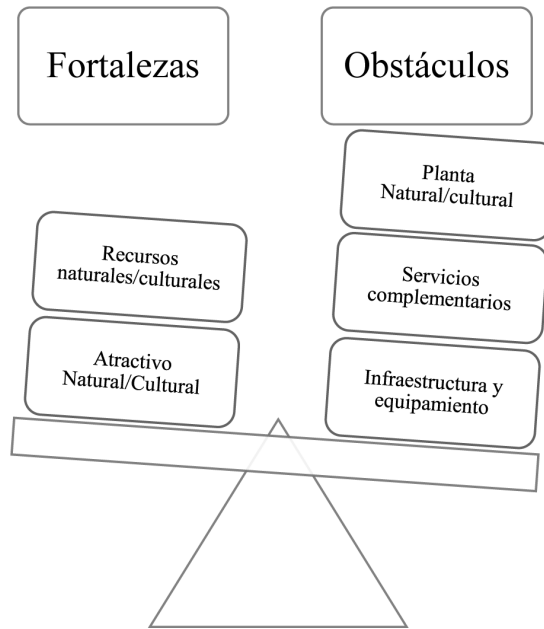 Fortalezas
Obstáculos
Planta
Natural/cultural
Recursos
naturales/culturales
Servicios
complementarios
Atractivo
Natural/Cultural
Infraestructura y
equipamiento